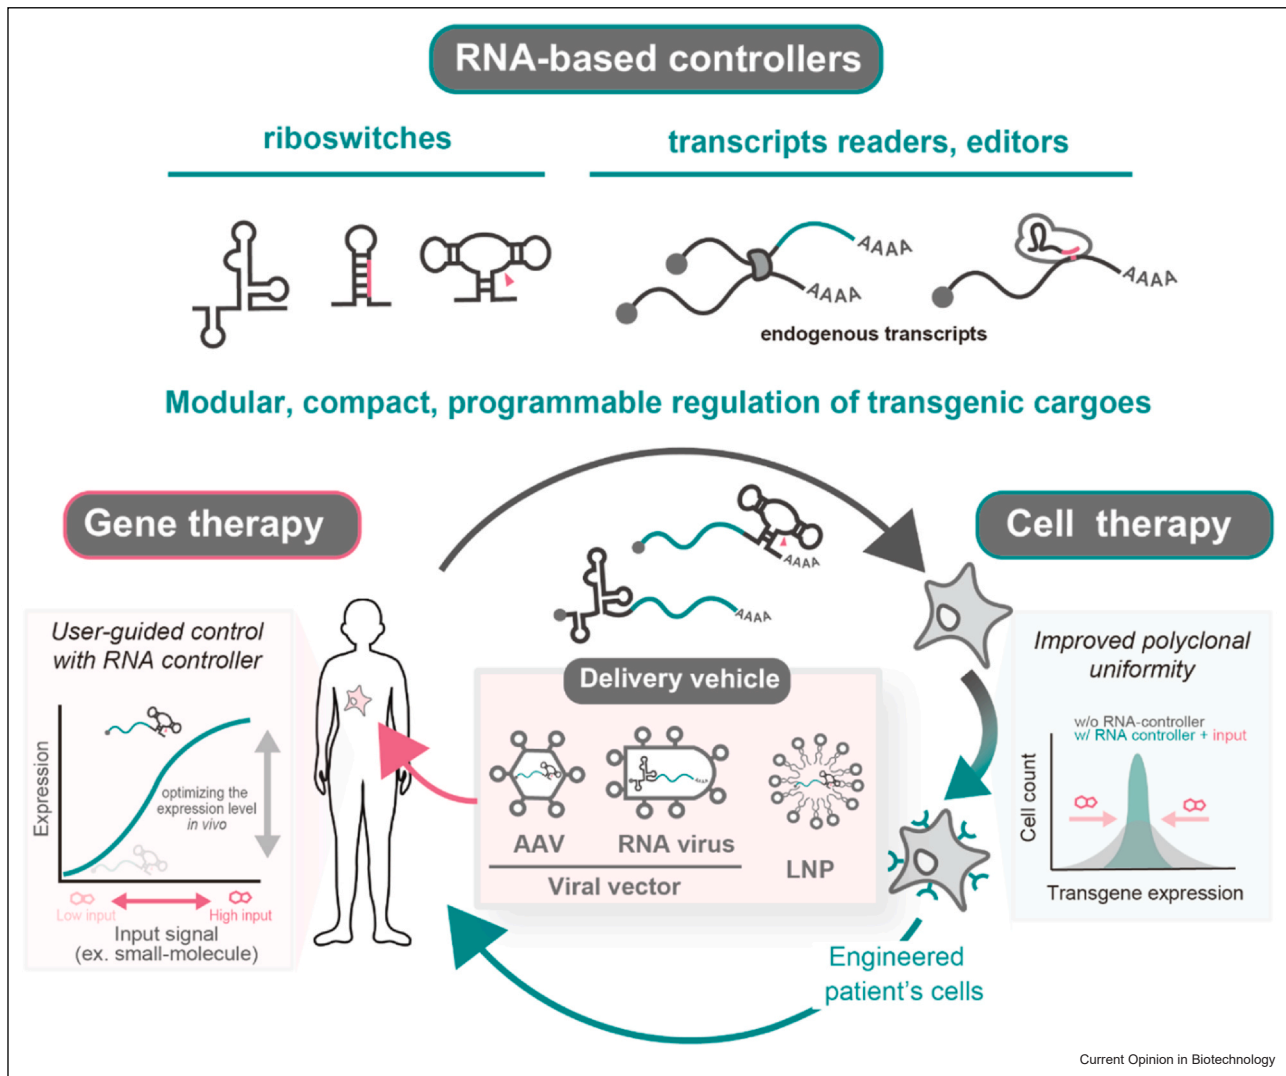 RNA-based controllers
riboswitches
transcripts readers, editors
AAAA
AAAA
AAAA
endogenous transcripts
Modular, compact, programmable regulation of transgenic cargoes
Gene therapy
Cell therapy
AAAA
AAAA
User-guided control
with RNA controller
Expression
optimizing the
expression level
in vivo
Low input
High input
Input signal
(ex. small-molecule)
Delivery vehicle
AAV
RNA virus
Viral vector
LNP
Improved polyclonal
uniformity
w/o RNA-controller
w/ RNA controller + input
Cell count
Transgene expression
Engineered
patient's cells
Current Opinion in Biotechnology